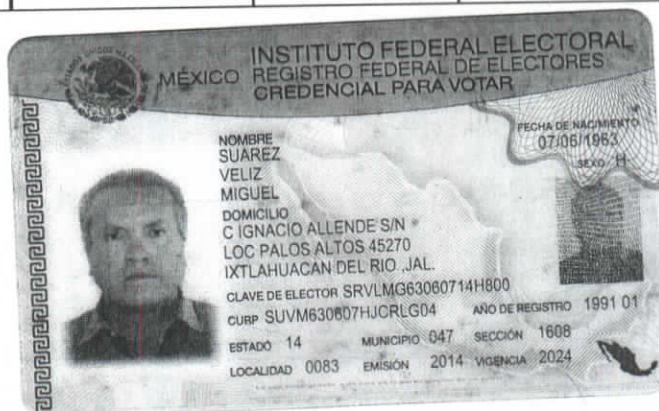 MÉXICO INSTITUTO FEDERAL ELECTORAL
REGISTRO FEDERAL DE ELECTORES
CREDENCIAL PARA VOTAR
FECHA DE NACIMIENTO
07/06/1963
SEXO H
NOMBRE
SUAREZ
VELIZ
MIGUEL
DOMICILIO
C IGNACIO ALLENDE S/N
LOC PALOS ALTOS 45270
IXTLAHUACAN DEL RIO ,JAL.
CLAVE DE ELECTOR SRVLMG63060714H800
CURP SUVM630607HJCRLG04 AÑO DE REGISTRO 1991 01
ESTADO 14 MUNICIPIO 047 SECCIÓN 1608
LOCALIDAD 0083 EMISIÓN 2014 VIGENCIA 2024